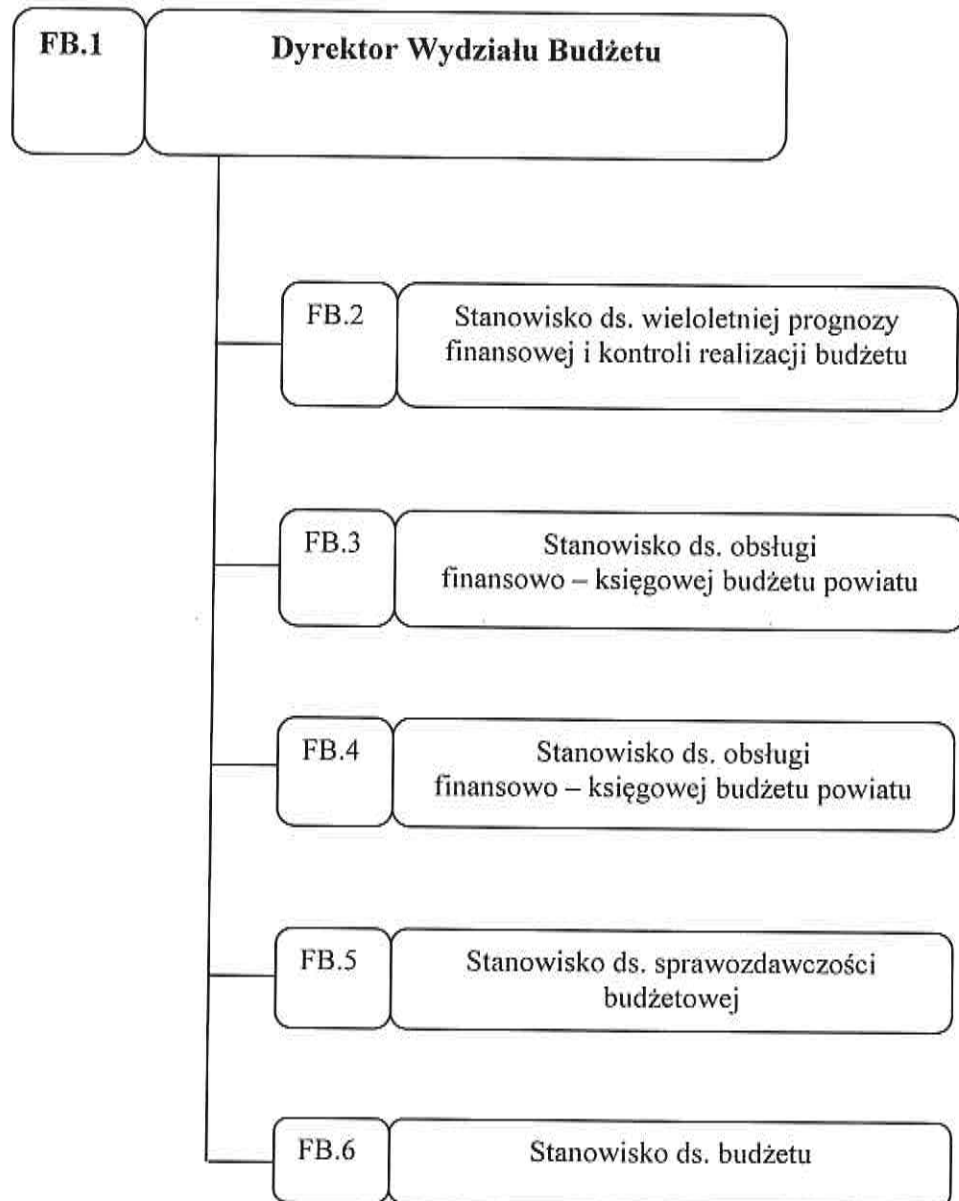 FB.1
Dyrektor Wydziału Budżetu
FB.2
Stanowisko ds. wieloletniej prognozy
finansowej i kontroli realizacji budżetu
FB.3
Stanowisko ds. obsługi
finansowo – księgowej budżetu powiatu
FB.4
Stanowisko ds. obsługi
finansowo – księgowej budżetu powiatu
FB.5
Stanowisko ds. sprawozdawczości
budżetowej
FB.6
Stanowisko ds. budżetu